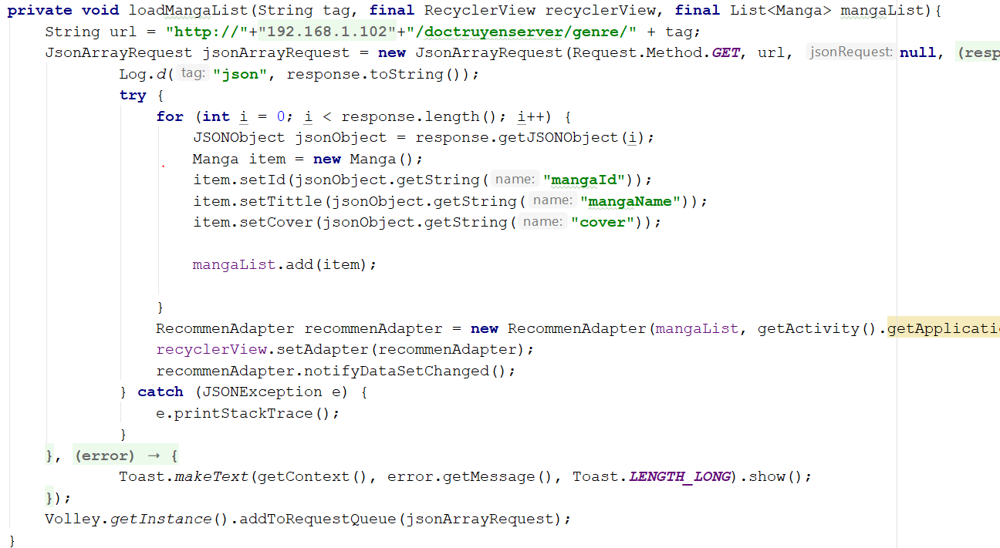 private void loadMangaList(String tag, final RecyclerView recyclerView, final List<Manga> mangaList){
String url = "http://"+"192.168.1.102"+"/doctruyenserver/genre/" + tag;
JsonArrayRequest jsonArrayRequest = new JsonArrayRequest(Request.Method.GET, url, jsonRequest: null, (resp
Log.d( tag: "json", response.toString());
try {
for (int i = 0; i < response.length(); i++) {
JSONObject jsonObject = response.getJSONObject(i);
Manga item = new Manga();
item.setId(jsonObject.getString( name: "mangaId"));
item.setTittle(jsonObject.getString( name: "mangaName"));
item.setCover(jsonObject.getString( name: "cover"));
mangaList.add(item);
}
RecommenAdapter recommenAdapter = new RecommenAdapter(mangaList, getActivity().getApplicati
recyclerView.setAdapter(recommenAdapter);
recommenAdapter.notifyDataSetChanged();
} catch (JSONException e) {
e.printStackTrace();
}
}, (error) → {
Toast.makeText(getContext(), error.getMessage(), Toast.LENGTH_LONG).show();
});
Volley.getInstance().addToRequestQueue(jsonArrayRequest);
}